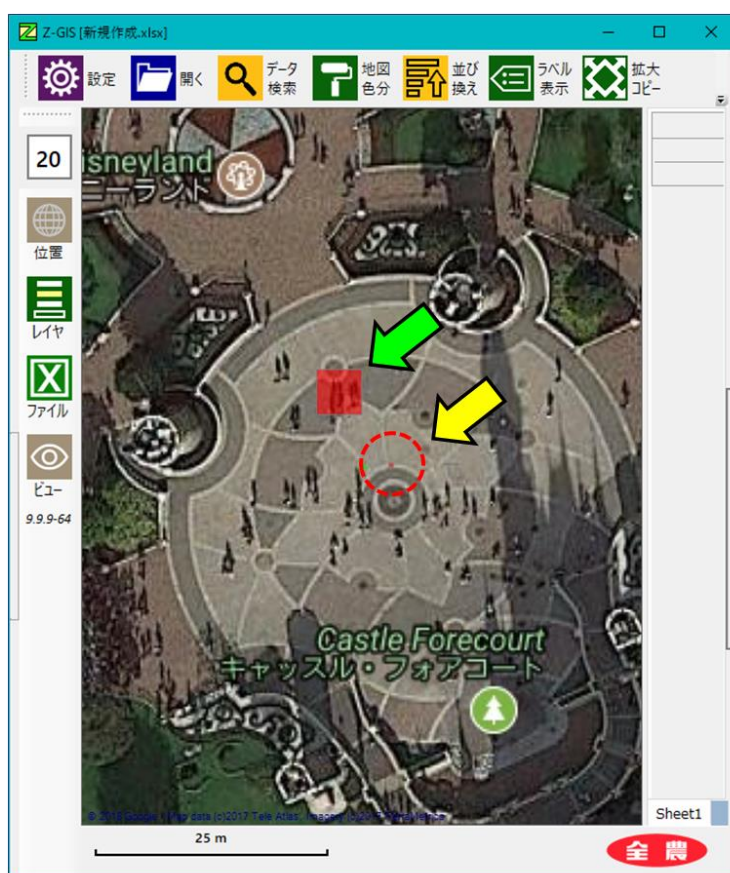 Z-GIS [新規作成.xlsx]
設定
開く
データ
検索
地図
色分
並び
換え
ラベル
表示
拡大
コピー
20
isneyland
ニーランド
位置
レイヤ
ファイル
ビュー
9.9.9-64
Castle Forecourt
キャッスル・フォアコート
Sheet1
25 m
全農